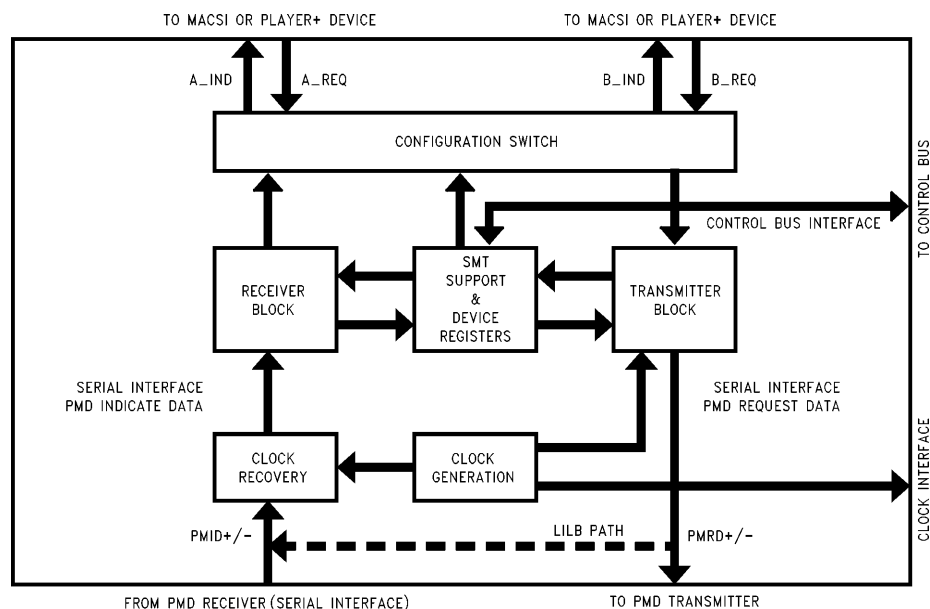 TO MACSI OR PLAYER+ DEVICE
TO MACSI OR PLAYER+ DEVICE
A_IND
A_REQ
B_IND
B_REQ
CONFIGURATION SWITCH
TO CONTROL BUS
CONTROL BUS INTERFACE
RECEIVER
BLOCK
SMT
SUPPORT
&
DEVICE
REGISTERS
TRANSMITTER
BLOCK
SERIAL INTERFACE
PMD INDICATE DATA
SERIAL INTERFACE
PMD REQUEST DATA
CLOCK
RECOVERY
CLOCK
GENERATION
CLOCK INTERFACE
PMID+/-
LILB PATH
PMRD+/-
FROM PMD RECEIVER (SERIAL INTERFACE)
TO PMD TRANSMITTER